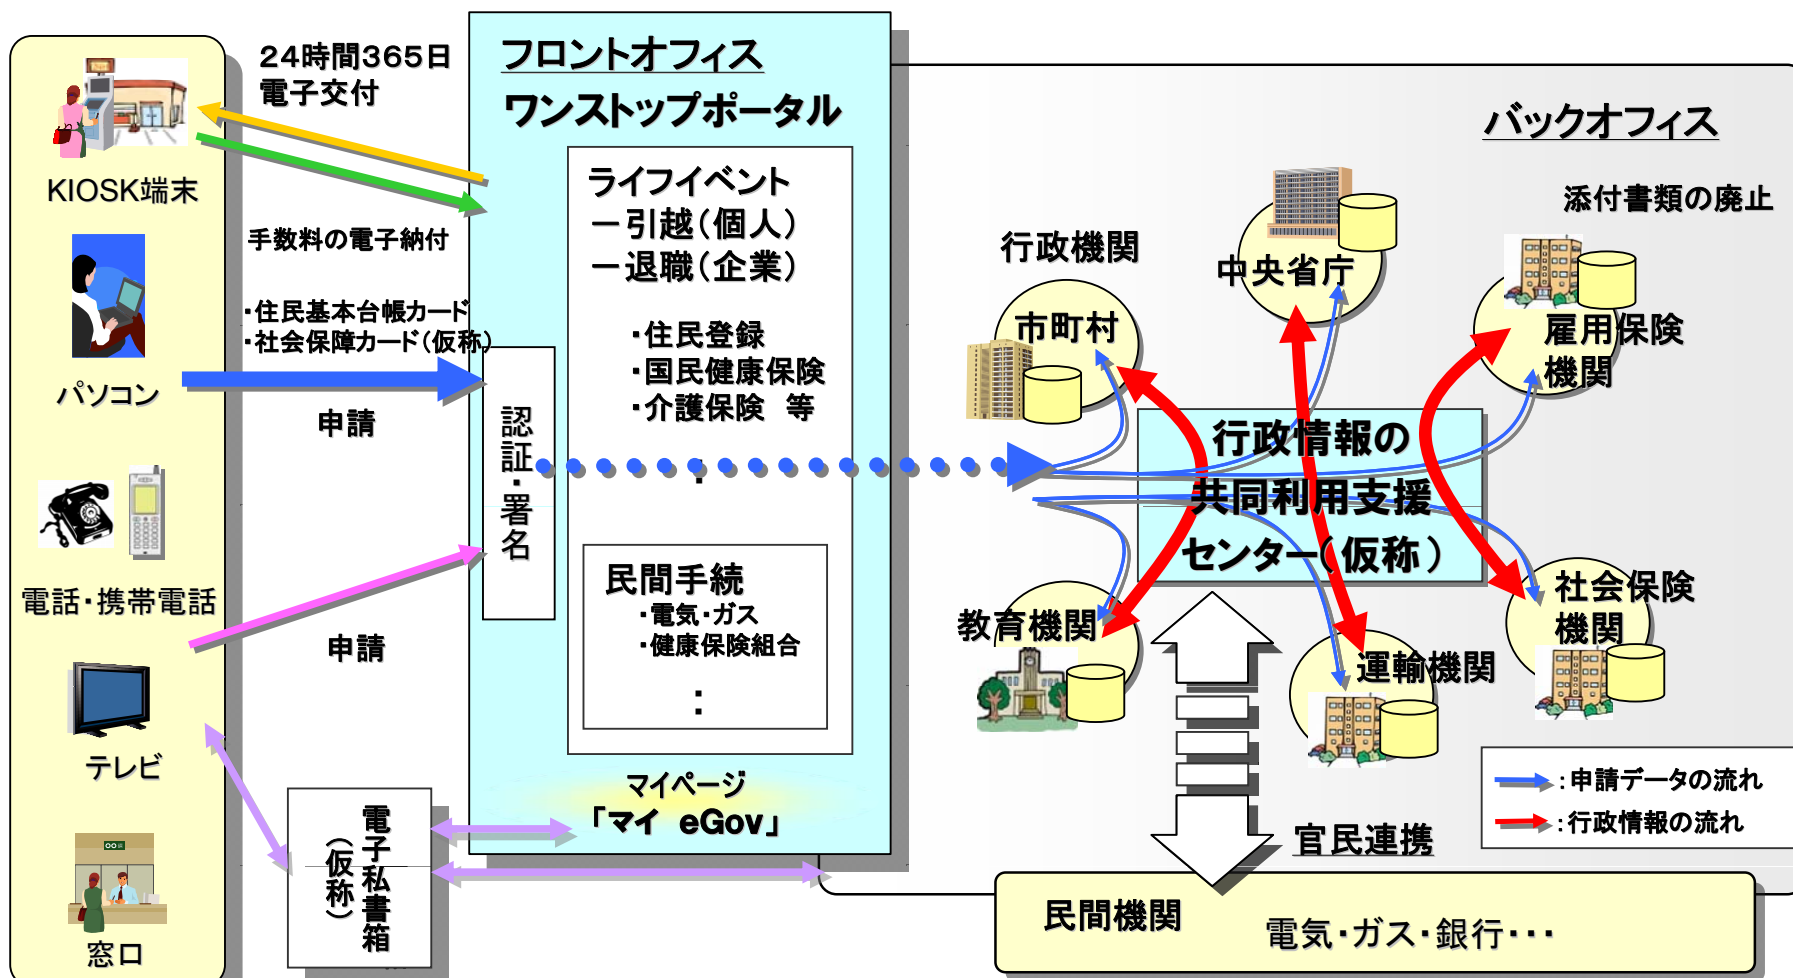 KIOSK端末
パソコン
電話・携帯電話
テレビ
窓口
24時間365日
電子交付
手数料の電子納付
・住民基本台帳カード
・社会保障カード(仮称)
申請
申請
電子私書箱
(仮称)
フロントオフィス
ワンストップポータル
ライフイベント
－引越(個人)
－退職(企業)
・住民登録
・国民健康保険
・介護保険 等
:
認証・署名
民間手続
・電気・ガス
・健康保険組合
:
マイページ
「マイ eGov」
バックオフィス
添付書類の廃止
行政機関
市町村
中央省庁
雇用保険
機関
行政情報の
共同利用支援
センター(仮称)
教育機関
運輸機関
社会保険
機関
:申請データの流れ
:行政情報の流れ
官民連携
民間機関
電気・ガス・銀行・・・